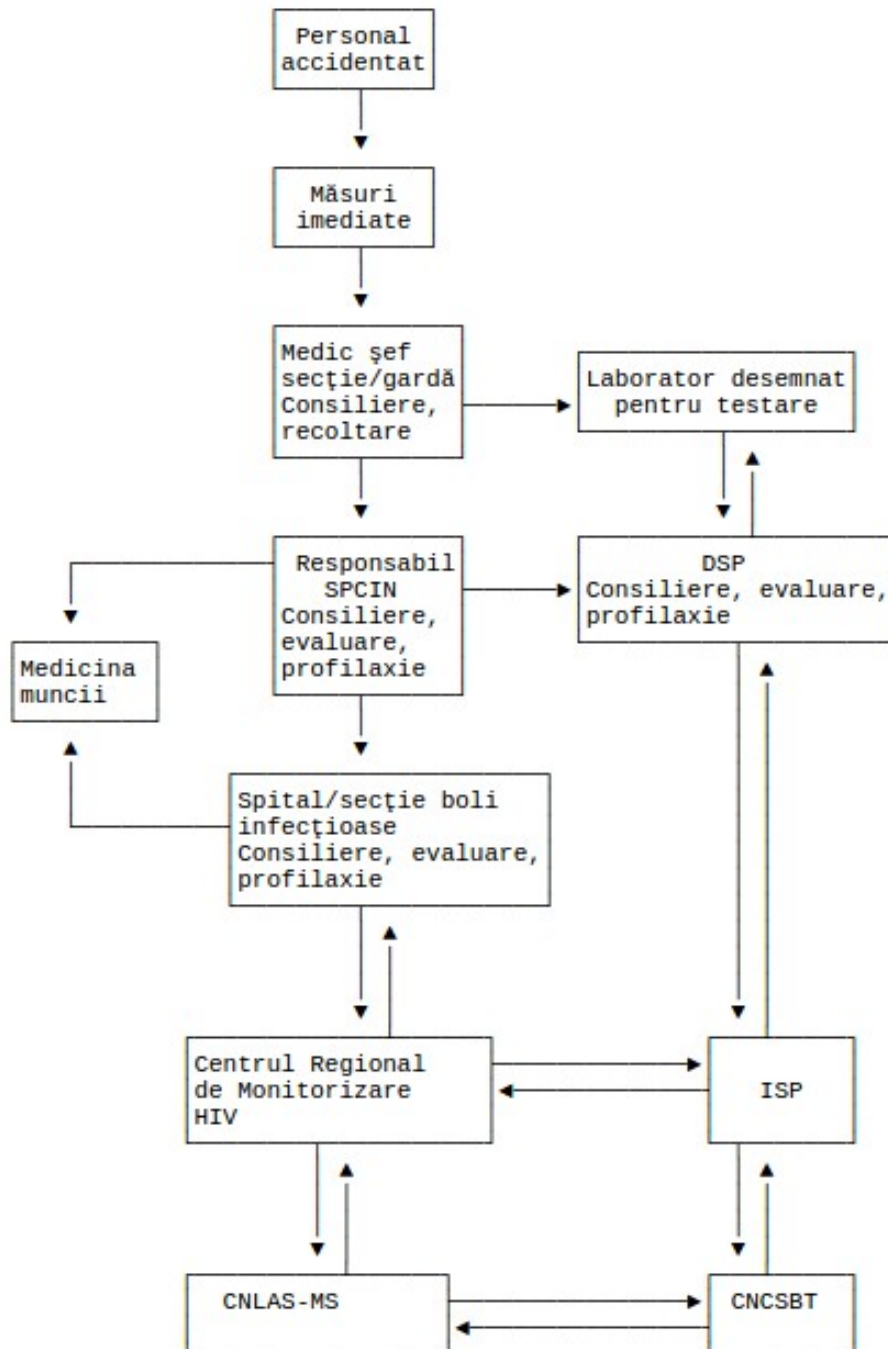 Personal
accidentat
Măsuri
imediate
Medic şef
secţie/gardă
Consiliere,
recoltare
Laborator desemnat
pentru testare
Responsabil
SPCIN
Consiliere,
evaluare,
profilaxie
DSP
Consiliere, evaluare,
profilaxie
Medicina
muncii
Spital/secţie boli
infecţioase
Consiliere, evaluare,
profilaxie
Centrul Regional
de Monitorizare
HIV
ISP
CNLAS-MS
CNCSBT